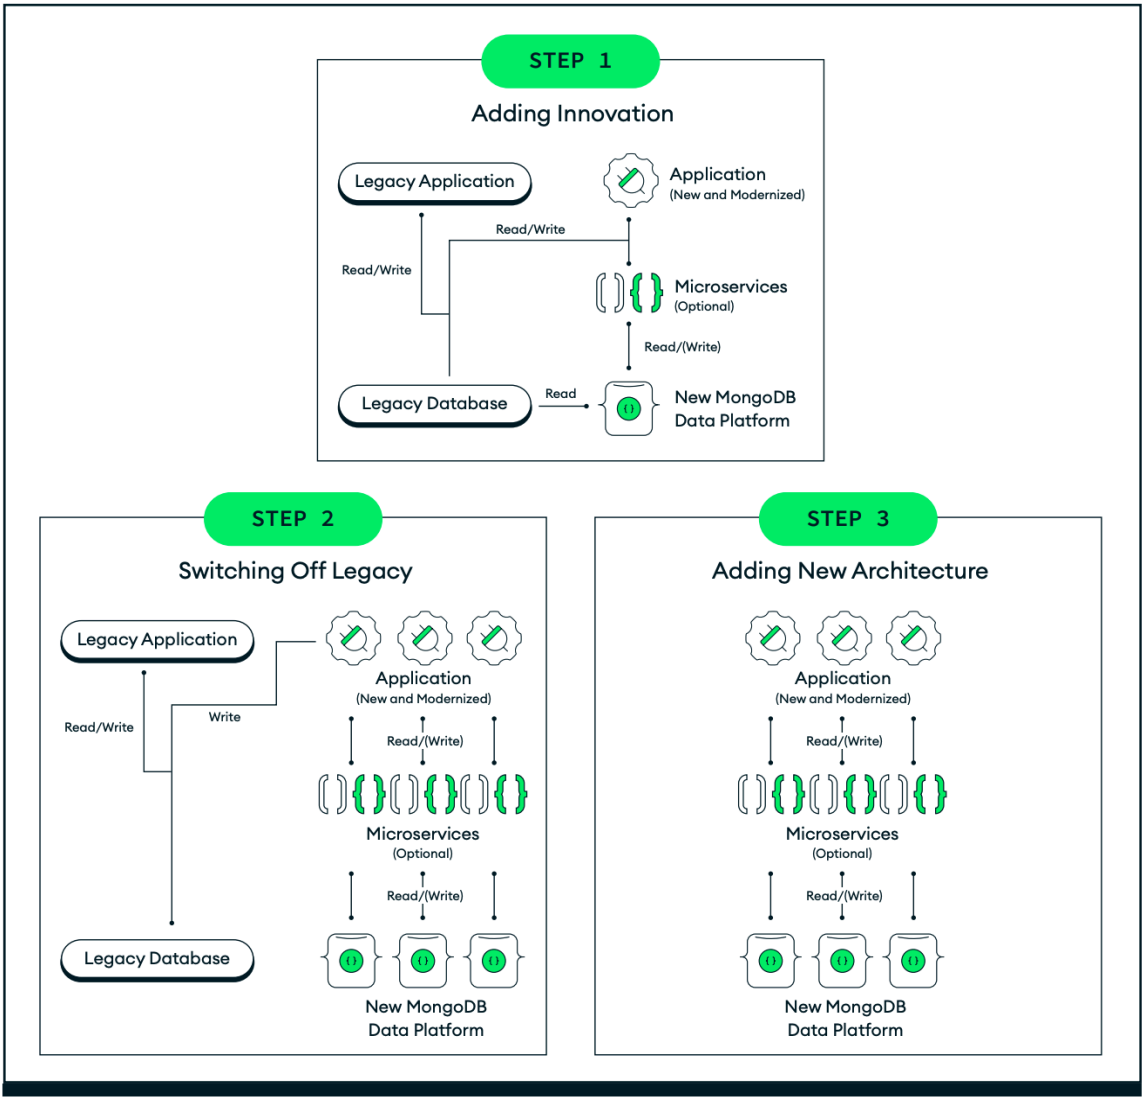 STEP 1
Adding Innovation
Legacy Application
Application
(New and Modernized)
Read/Write
Read/Write
Microservices
(Optional)
Read/(Write)
Legacy Database
Read
{}
New MongoDB
Data Platform
STEP 2
Switching Off Legacy
Legacy Application
Application
(New and Modernized)
Read/Write
Write
Read/(Write)
Microservices
(Optional)
Read/(Write)
Legacy Database
{} {} {}
New MongoDB
Data Platform
STEP 3
Adding New Architecture
Application
(New and Modernized)
Read/(Write)
Microservices
(Optional)
Read/(Write)
{} {} {}
New MongoDB
Data Platform